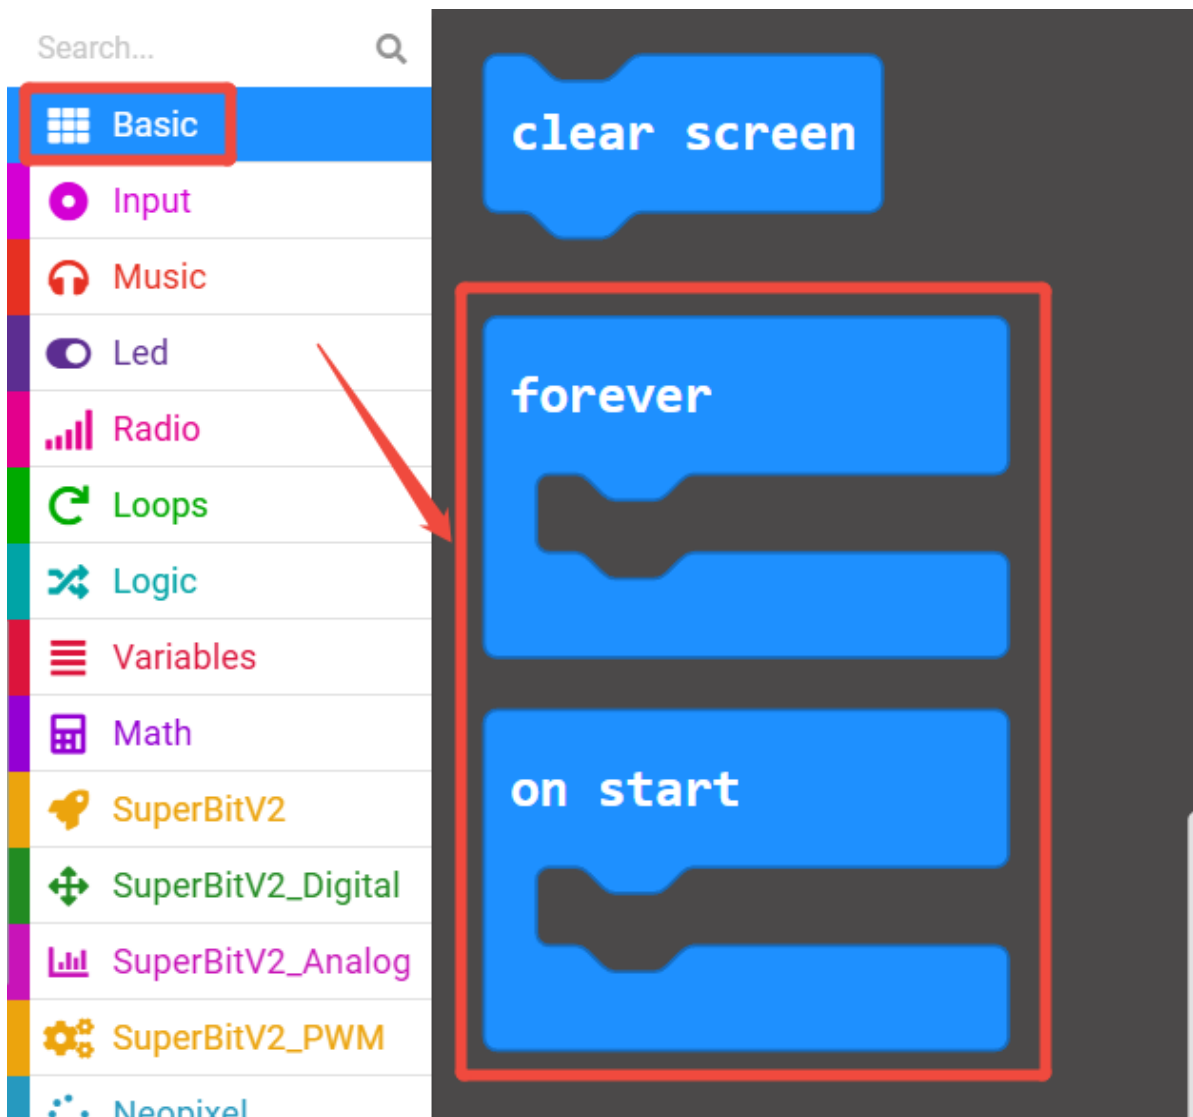 Search...
Basic
Input
Music
Led
Radio
Loops
Logic
Variables
Math
SuperBitV2
SuperBitV2_Digital
SuperBitV2_Analog
SuperBitV2_PWM
Neopixel
clear screen
forever
on start